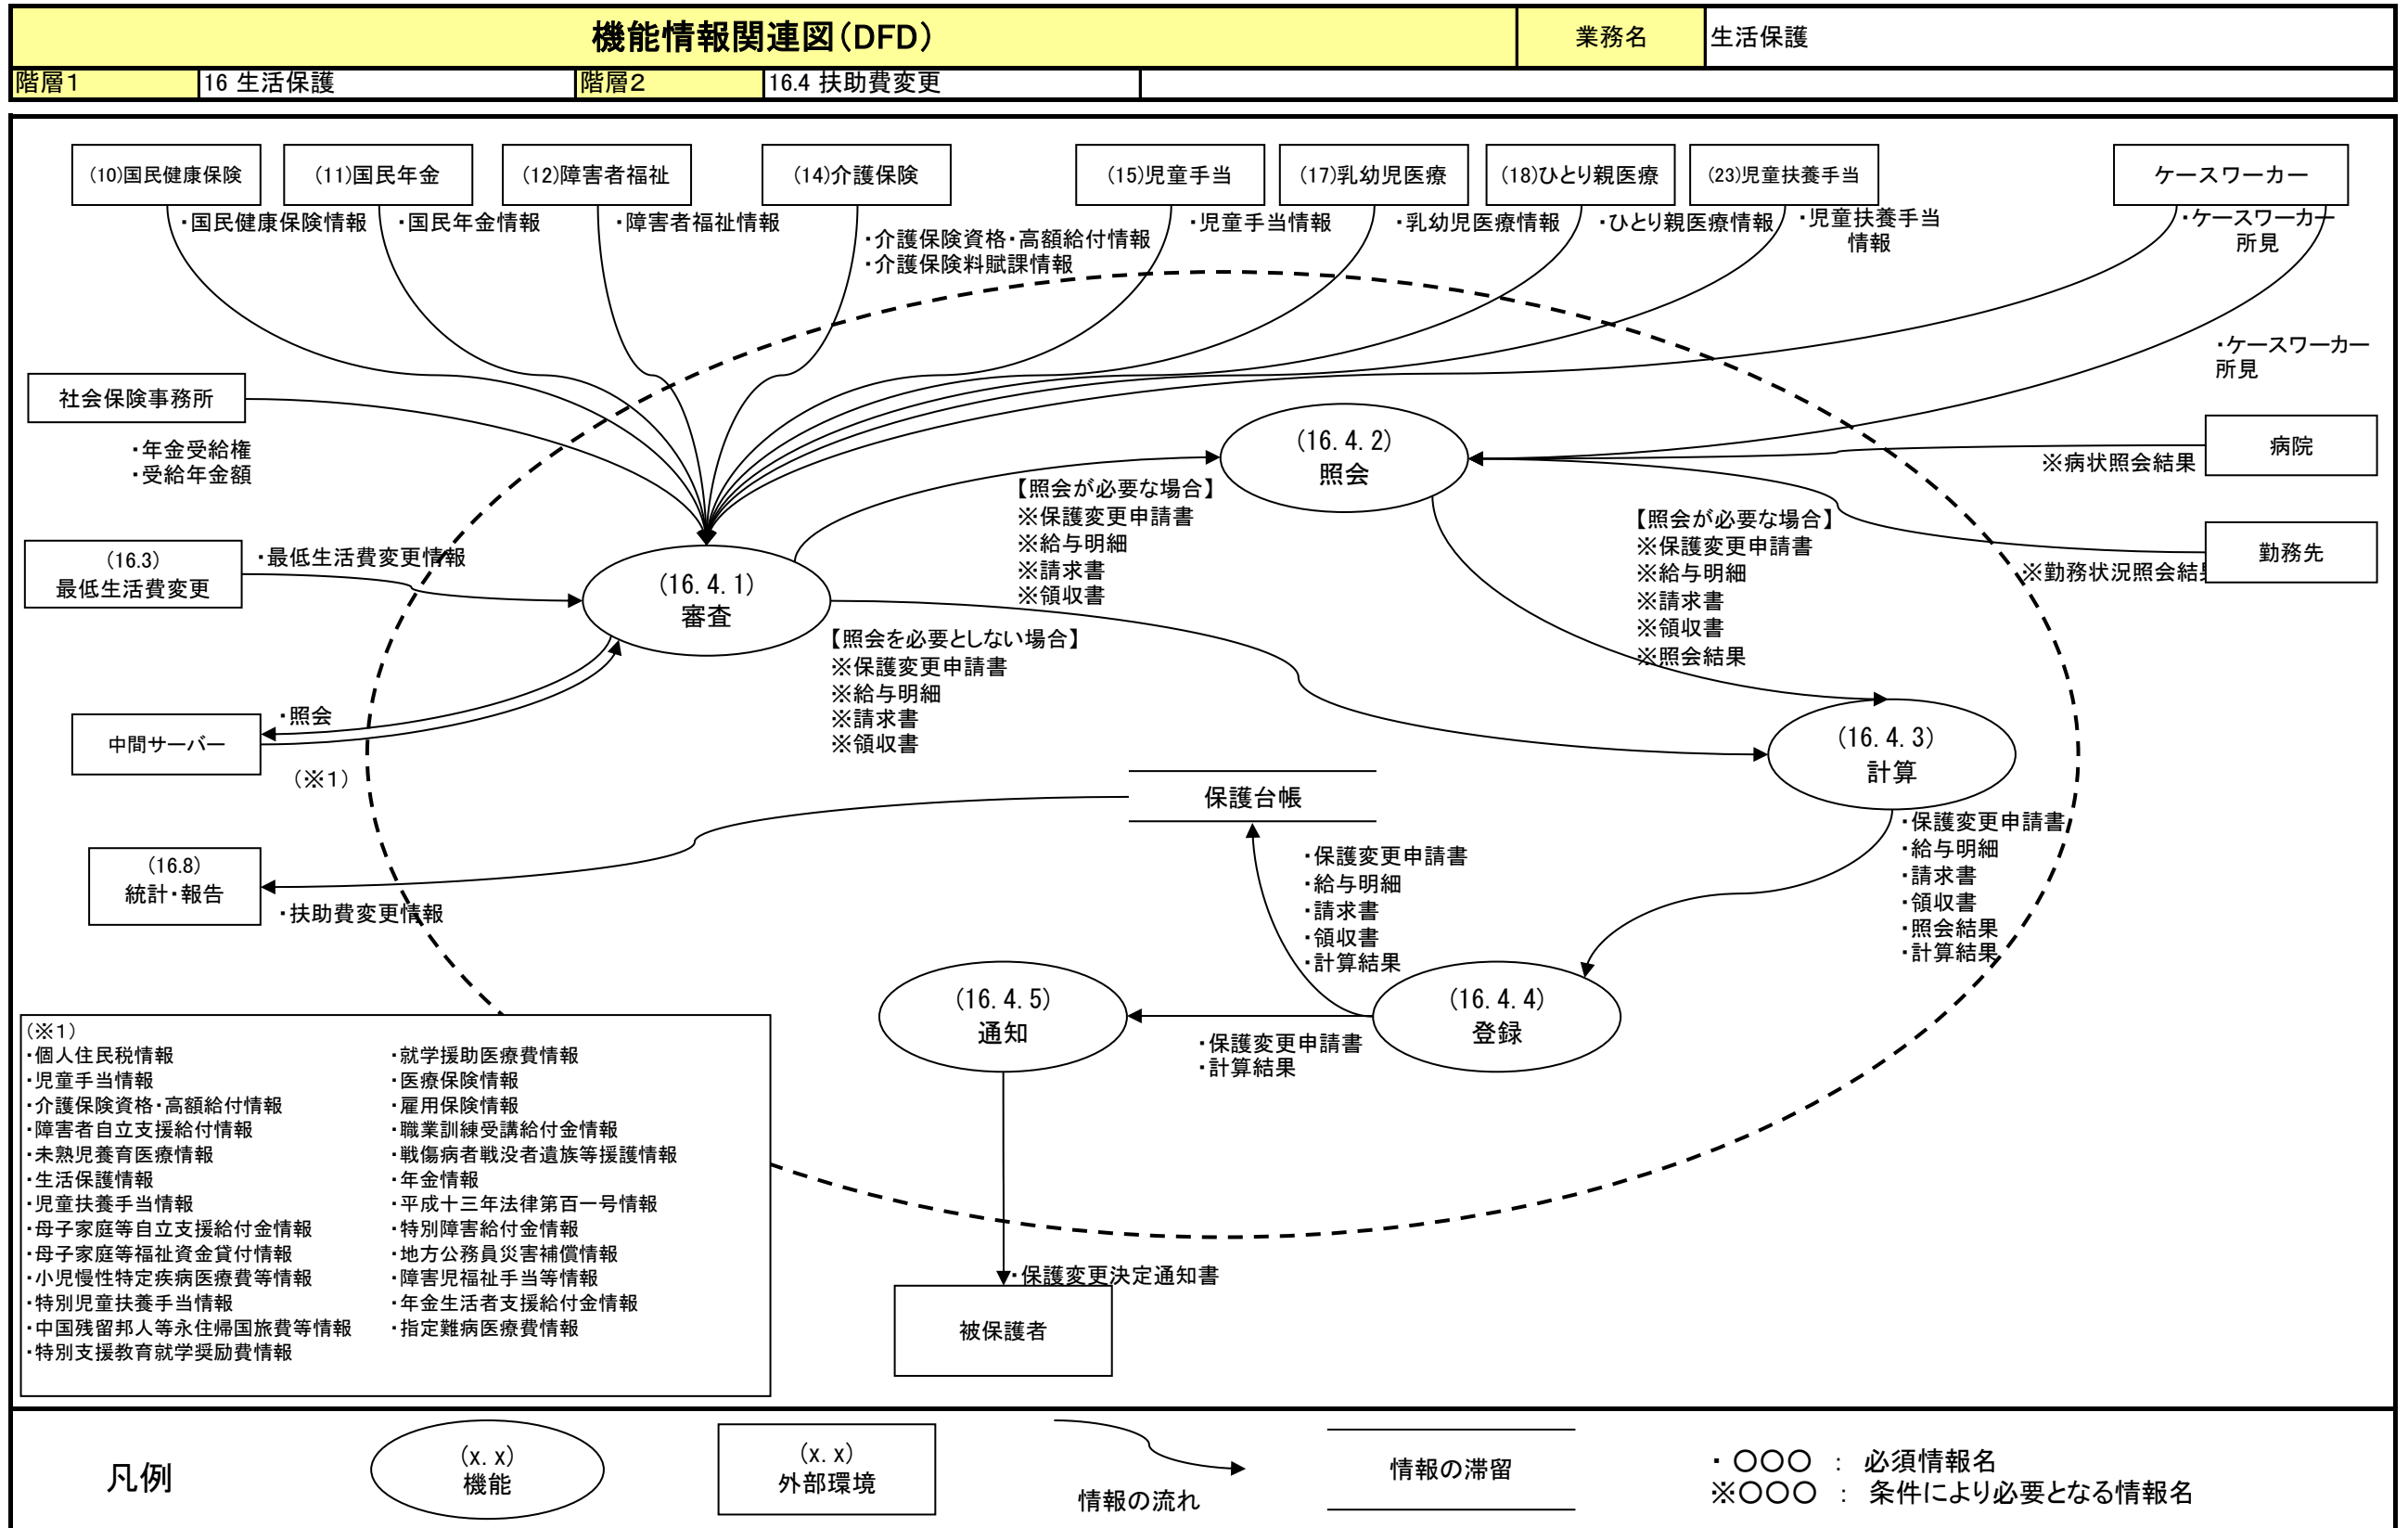 機能情報関連図(DFD)
業務名
生活保護
階層1
16 生活保護
階層2
16.4 扶助費変更
(10)国民健康保険
(11)国民年金
(12)障害者福祉
(14)介護保険
(15)児童手当
(17)乳幼児医療
(18)ひとり親医療
(23)児童扶養手当
ケースワーカー
・国民健康保険情報
・国民年金情報
・障害者福祉情報
・介護保険資格・高額給付情報
・介護保険料賦課情報
・児童手当情報
・乳幼児医療情報
・ひとり親医療情報
・児童扶養手当
情報
・ケースワーカー
所見
・ケースワーカー
所見
社会保険事務所
・年金受給権
・受給年金額
(16.4.2)
照会
病院
※病状照会結果
【照会が必要な場合】
※保護変更申請書
※給与明細
※請求書
※領収書
【照会が必要な場合】
※保護変更申請書
※給与明細
※請求書
※領収書
※照会結果
勤務先
※勤務状況照会結
(16.3)
最低生活費変更
・最低生活費変更情報
(16.4.1)
審査
【照会を必要としない場合】
※保護変更申請書
※給与明細
※請求書
※領収書
中間サーバー
・照会
(※1)
(16.4.3)
計算
保護台帳
・保護変更申請書
・給与明細
・請求書
・領収書
・照会結果
・計算結果
・保護変更申請書
・給与明細
・請求書
・領収書
・計算結果
(16.8)
統計・報告
・扶助費変更情報
(16.4.5)
通知
(16.4.4)
登録
・保護変更申請書
・計算結果
(※1)
・個人住民税情報
・児童手当情報
・介護保険資格・高額給付情報
・障害者自立支援給付情報
・未熟児養育医療情報
・生活保護情報
・児童扶養手当情報
・母子家庭等自立支援給付金情報
・母子家庭等福祉資金貸付情報
・小児慢性特定疾病医療費等情報
・特別児童扶養手当情報
・中国残留邦人等永住帰国旅費等情報
・特別支援教育就学奨励費情報
・就学援助医療費情報
・医療保険情報
・雇用保険情報
・職業訓練受講給付金情報
・戦傷病者戦没者遺族等援護情報
・年金情報
・平成十三年法律第百一号情報
・特別障害給付金情報
・地方公務員災害補償情報
・障害児福祉手当等情報
・年金生活者支援給付金情報
・指定難病医療費情報
・保護変更決定通知書
被保護者
凡例
(x.x)
機能
(x.x)
外部環境
情報の流れ
情報の滞留
・ 〇〇〇 : 必須情報名
※〇〇〇 : 条件により必要となる情報名